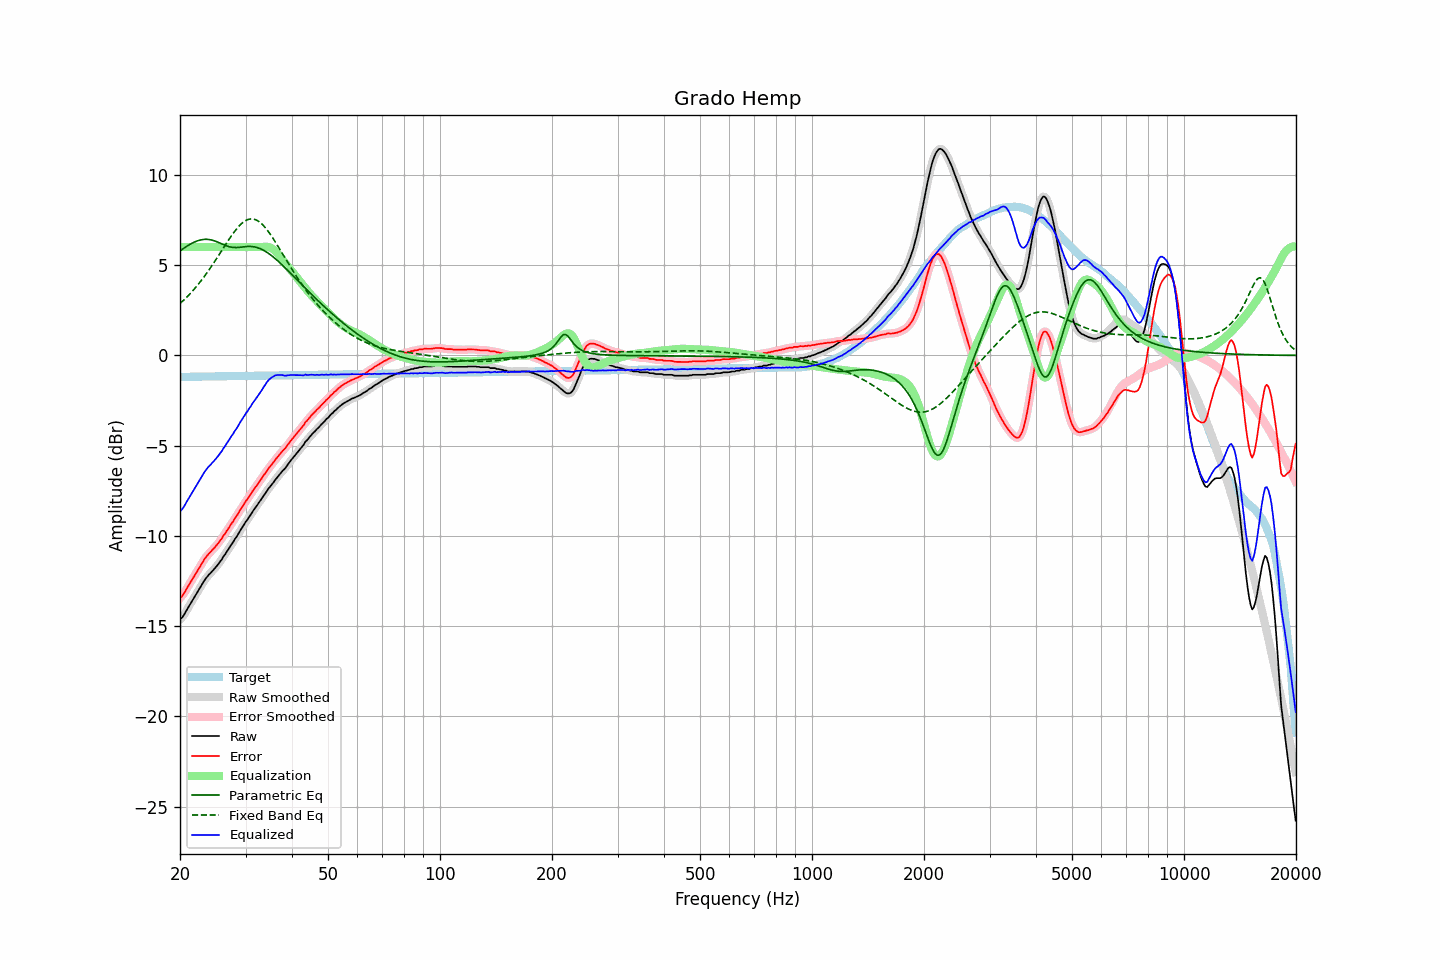 Grado Hemp
Amplitude (dBr)
10
5
0
−5
−10
−15
−20
−25
Target
Raw Smoothed
Error Smoothed
Raw
Error
Equalization
Parametric Eq
Fixed Band Eq
Equalized
20 50 100 200 500 1000 2000 5000 10000 20000
Frequency (Hz)